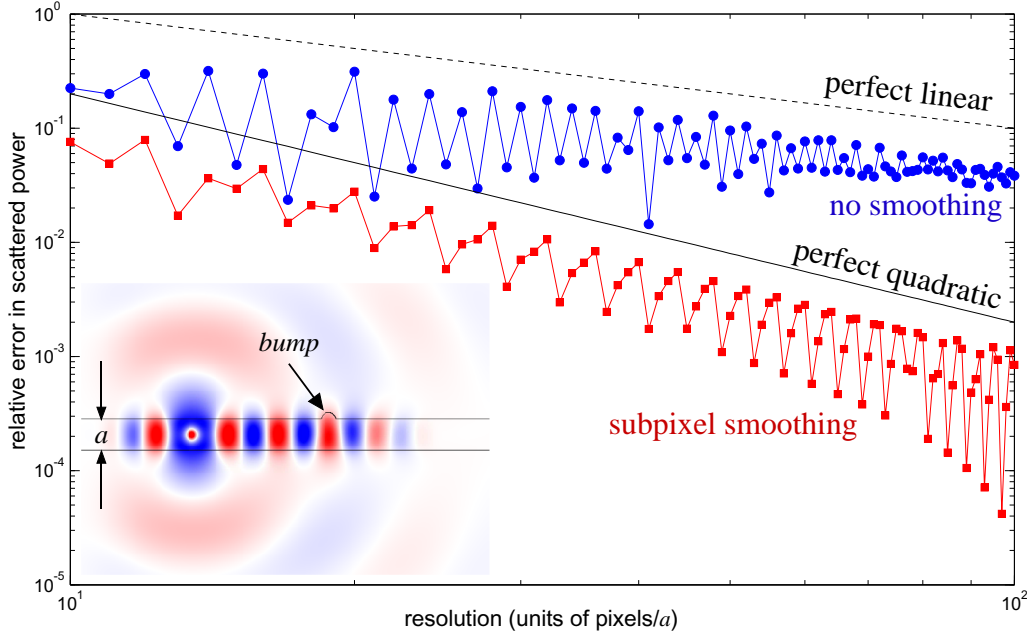 10^0
10^-1
10^-2
10^-3
10^-4
10^-5
relative error in scattered power
perfect linear
no smoothing
perfect quadratic
bump
a
subpixel smoothing
10^1
10^2
resolution (units of pixels/a)